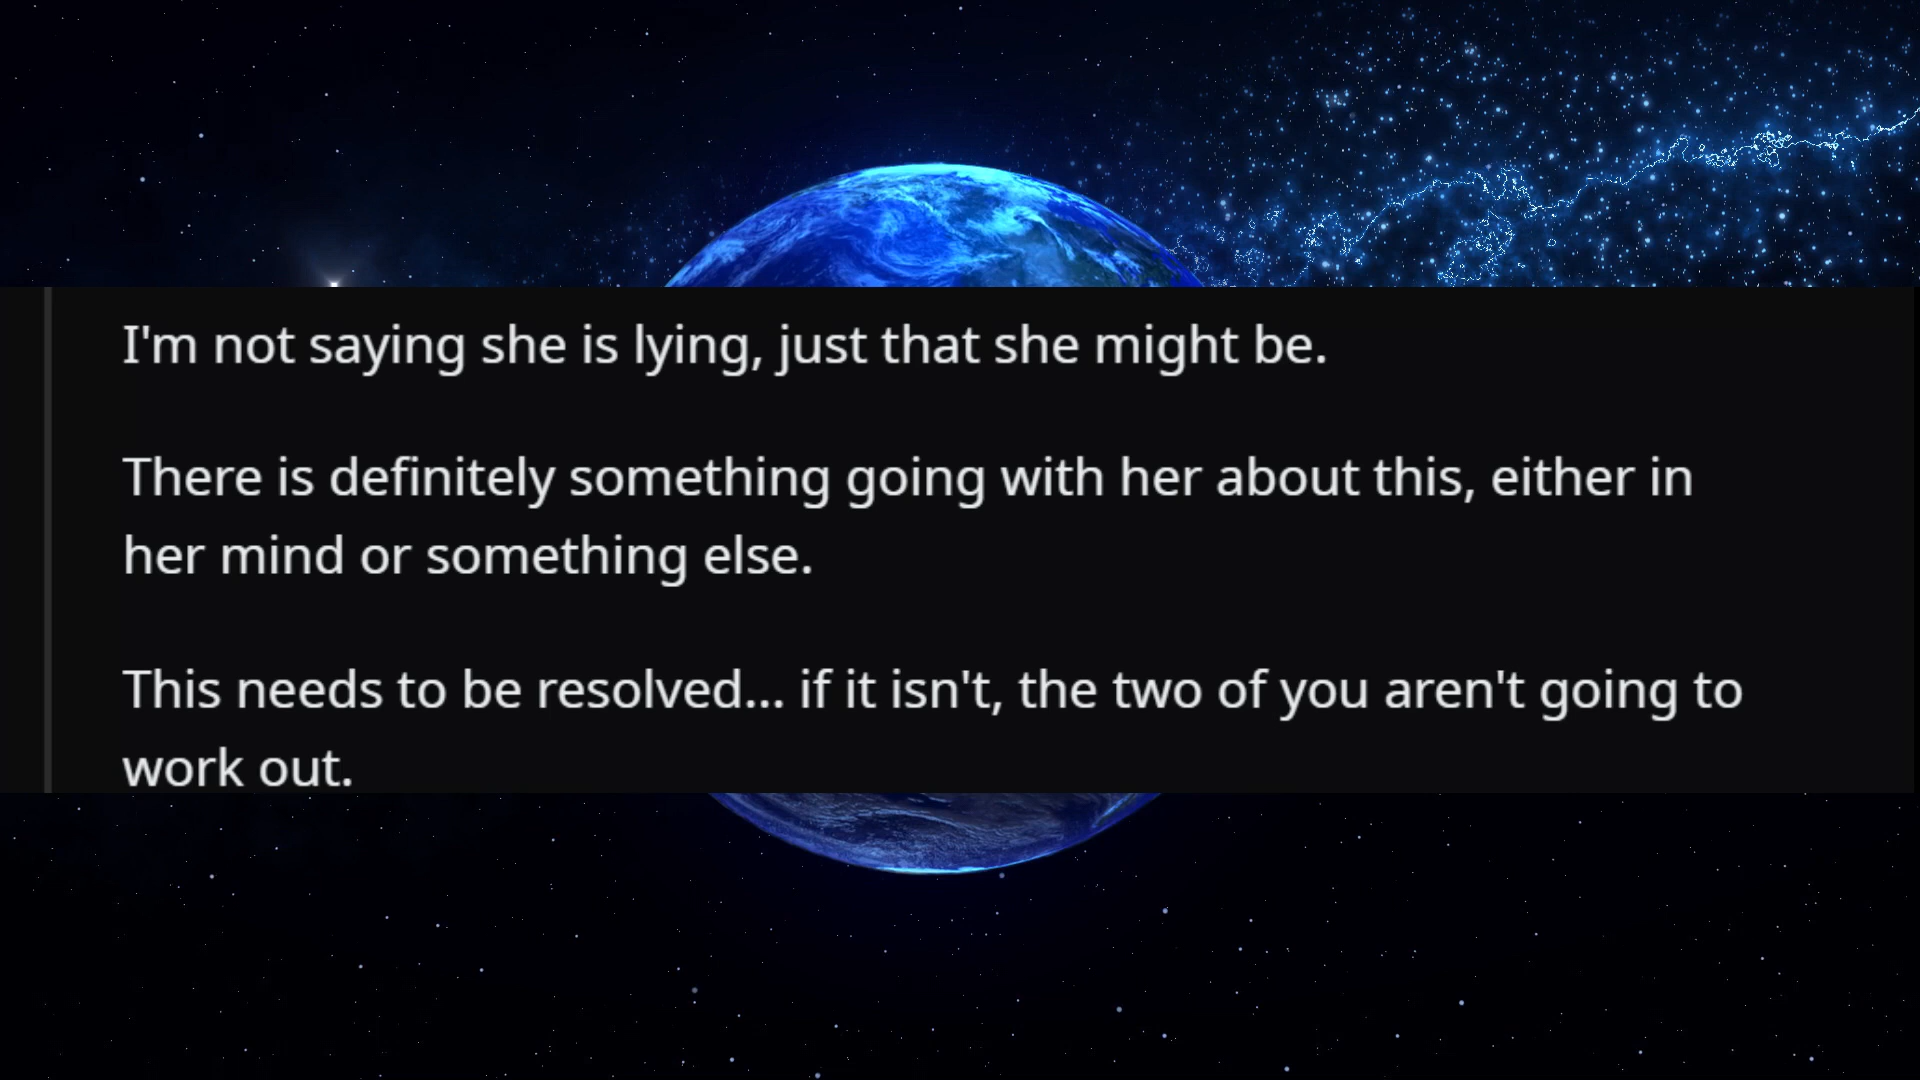 I'm not saying she is lying, just that she might be.
There is definitely something going with her about this, either in
her mind or something else.
This needs to be resolved... if it isn't, the two of you aren't going to
work out.